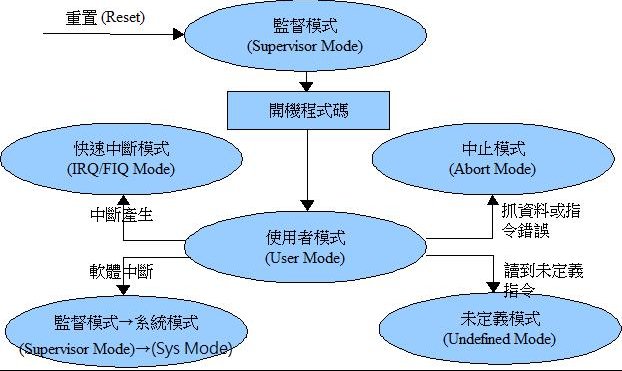 重置 (Reset)
監督模式
(Supervisor Mode)
開機程式碼
快速中斷模式
(IRQ/FIQ Mode)
中止模式
(Abort Mode)
中斷產生
抓資料或指
令錯誤
使用者模式
(User Mode)
軟體中斷
讀到未定義
指令
監督模式→系統模式
(Supervisor Mode)→(Sys Mode)
未定義模式
(Undefined Mode)